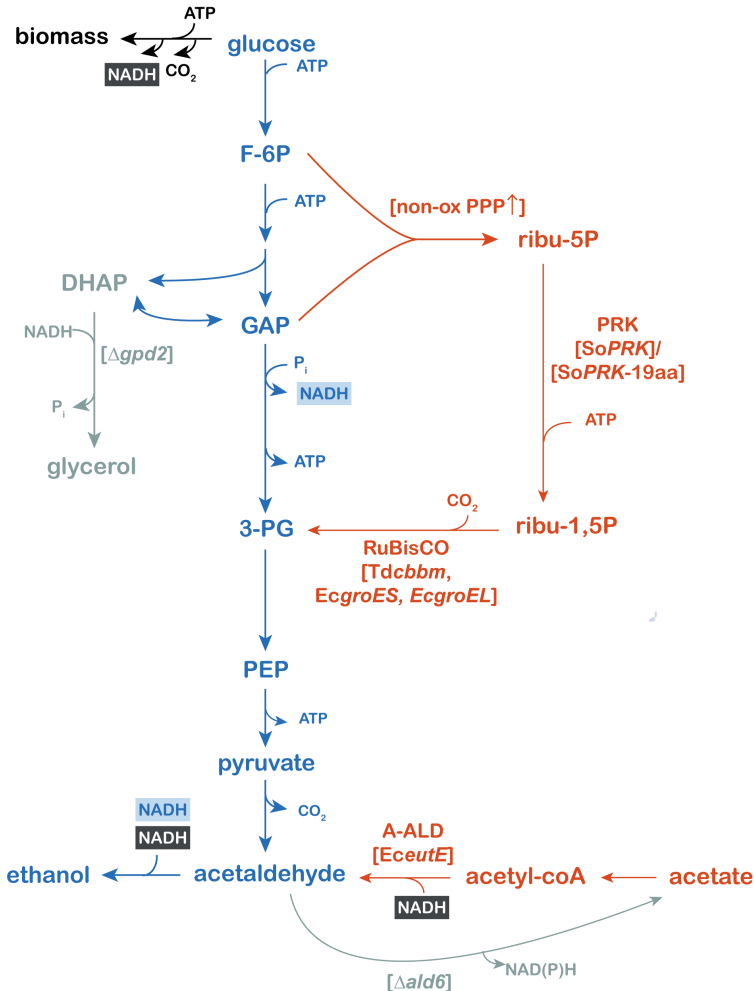 ATP
biomass
glucose
NADH
CO2
ATP
F-6P
ATP
[non-ox PPP↑]
ribu-5P
DHAP
GAP
NADH
[Δgpd2]
Pi
PRK
[SoPRK]/
[SoPRK-19aa]
Pi
NADH
ATP
ATP
glycerol
CO2
3-PG
ribu-1,5P
RuBisCO
[Tdcbbm,
EcgroES, EcgroEL]
PEP
ATP
pyruvate
NADH
CO2
NADH
A-ALD
[EceutE]
ethanol
acetaldehyde
acetyl-coA
acetate
NADH
NAD(P)H
[Δald6]